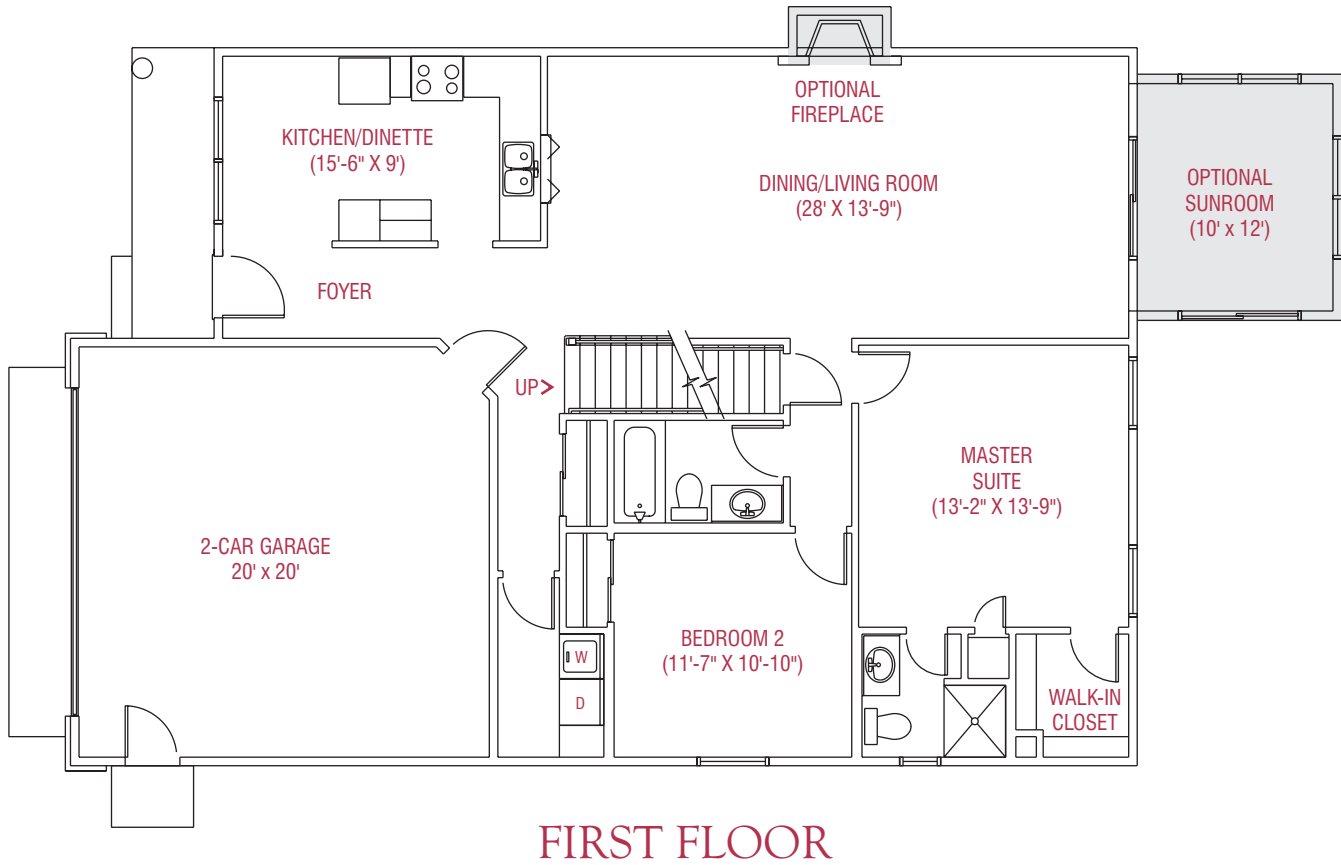 OPTIONAL
FIREPLACE
KITCHEN/DINETTE
(15'-6" X 9')
DINING/LIVING ROOM
(28' X 13'-9")
OPTIONAL
SUNROOM
(10' x 12')
FOYER
UP>
MASTER
SUITE
(13'-2" X 13'-9")
2-CAR GARAGE
20' x 20'
BEDROOM 2
(11'-7" X 10'-10")
W
D
WALK-IN
CLOSET
FIRST FLOOR